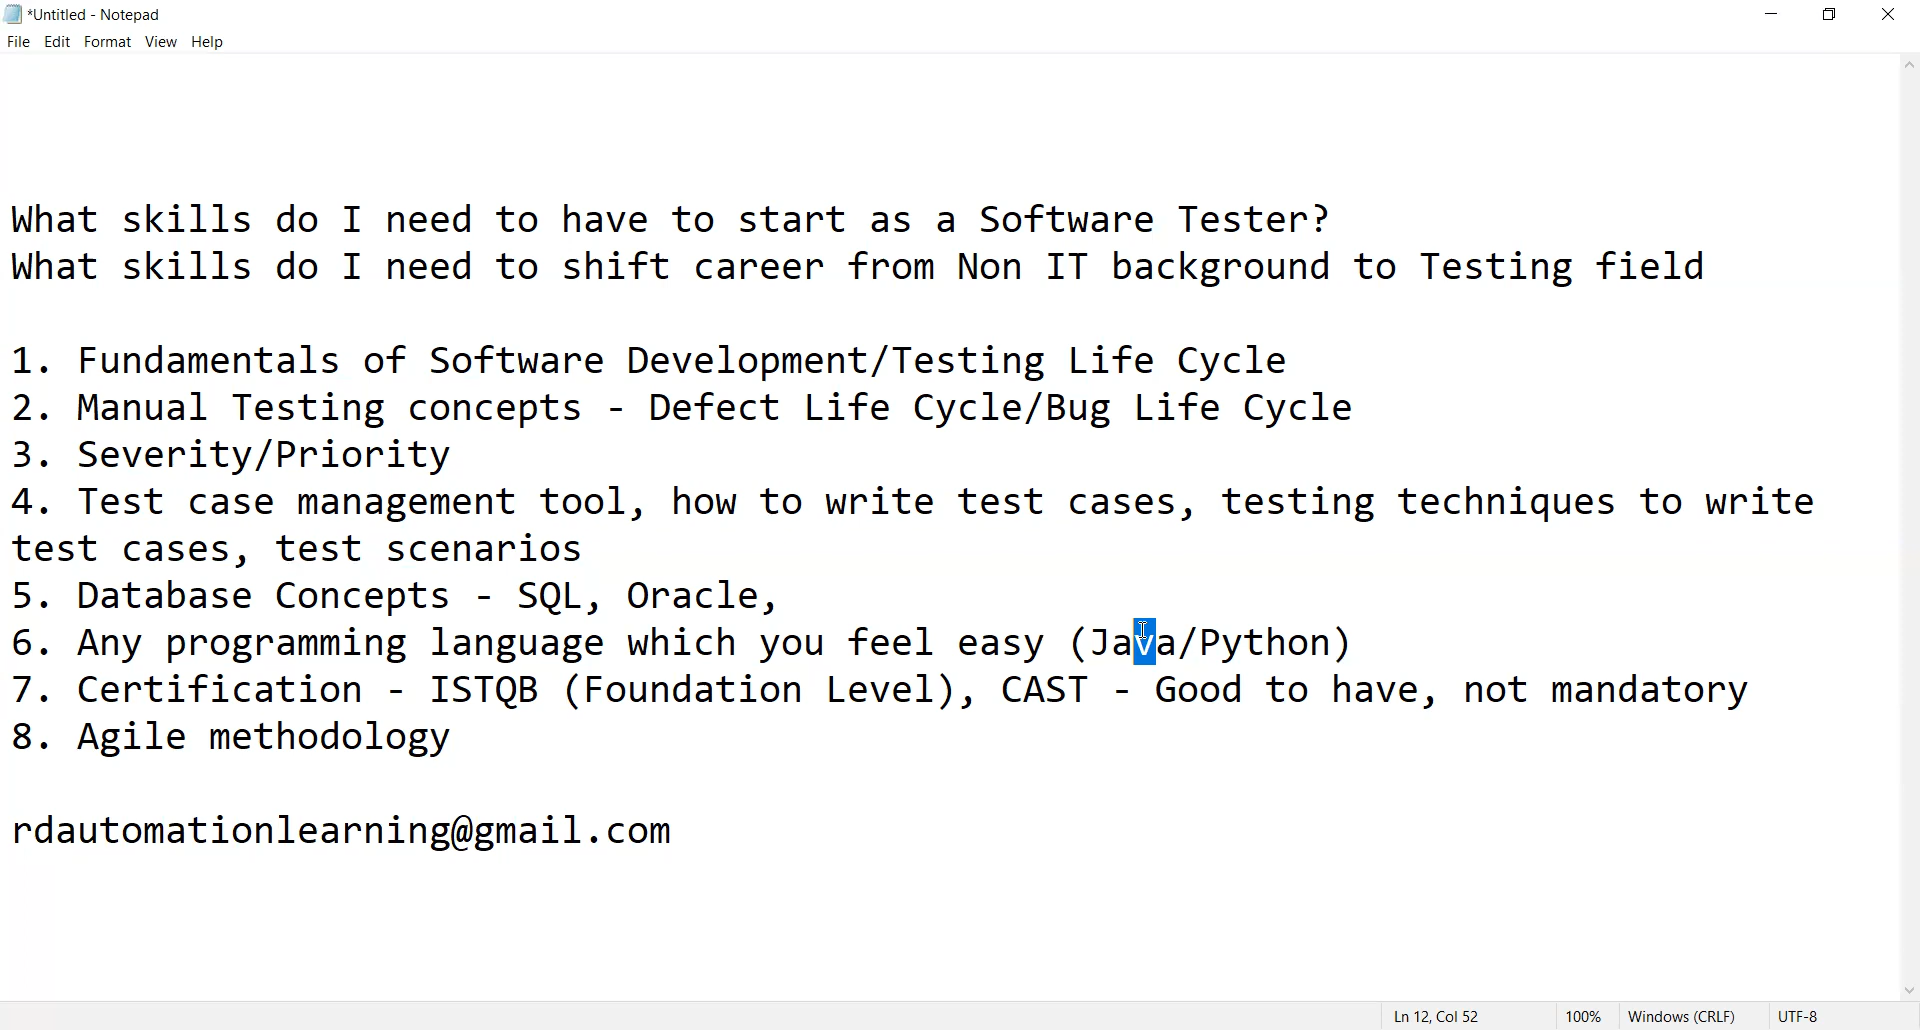 *Untitled - Notepad
File Edit Format View Help
What skills do I need to have to start as a Software Tester?
What skills do I need to shift career from Non IT background to Testing field
1. Fundamentals of Software Development/Testing Life Cycle
2. Manual Testing concepts - Defect Life Cycle/Bug Life Cycle
3. Severity/Priority
4. Test case management tool, how to write test cases, testing techniques to write
test cases, test scenarios
5. Database Concepts - SQL, Oracle,
6. Any programming language which you feel easy (Java/Python)
7. Certification - ISTQB (Foundation Level), CAST - Good to have, not mandatory
8. Agile methodology
rdautomationlearning@gmail.com
Ln 12, Col 52 100% Windows (CRLF) UTF-8